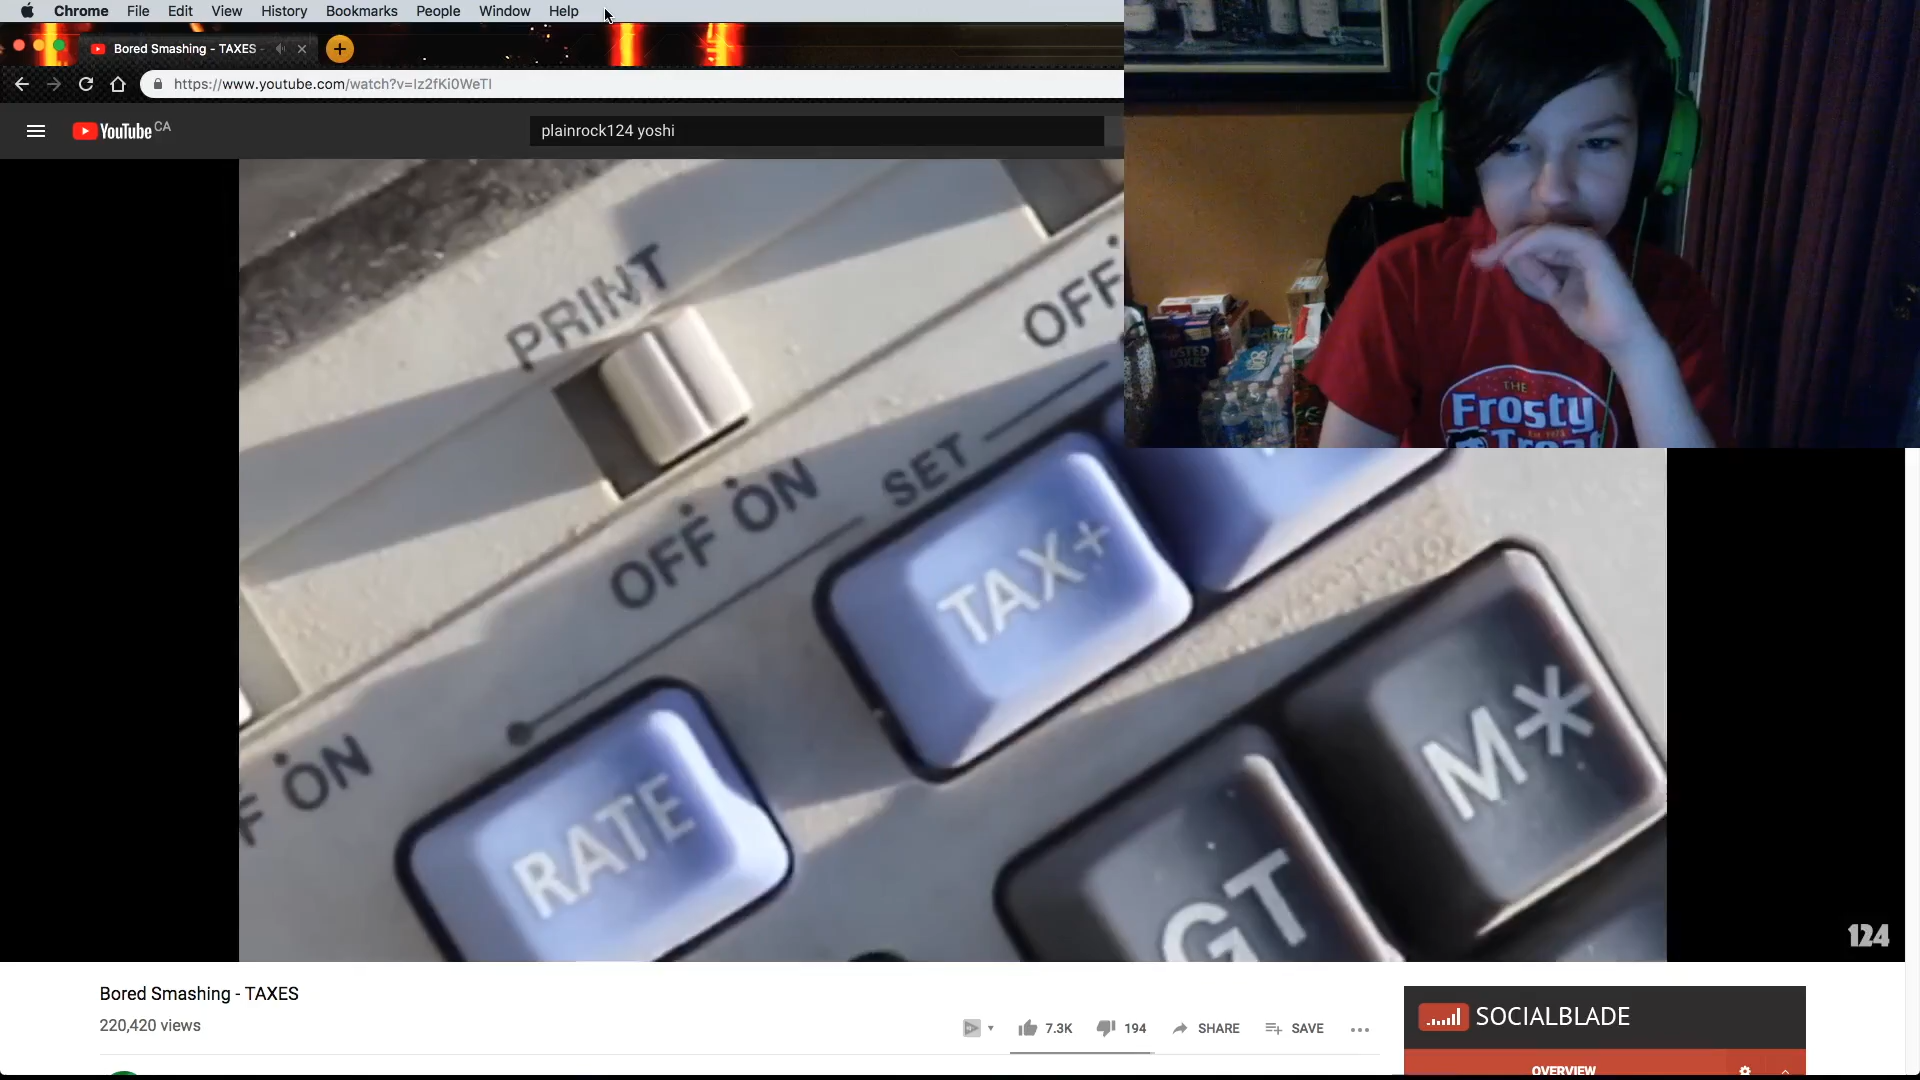 Chrome File Edit View History Bookmarks People Window Help
Bored Smashing - TAXES -
https://www.youtube.com/watch?v=Iz2fKi0WeTI
YouTube CA
plainrock124 yoshi
PRINT
OFF
OFF ON
SET
TAX+
ON
RATE
M*
GT
THE
Frosty
Treat
124
Bored Smashing - TAXES
220,420 views
7.3K
194
SHARE
SAVE
SOCIALBLADE
OVERVIEW